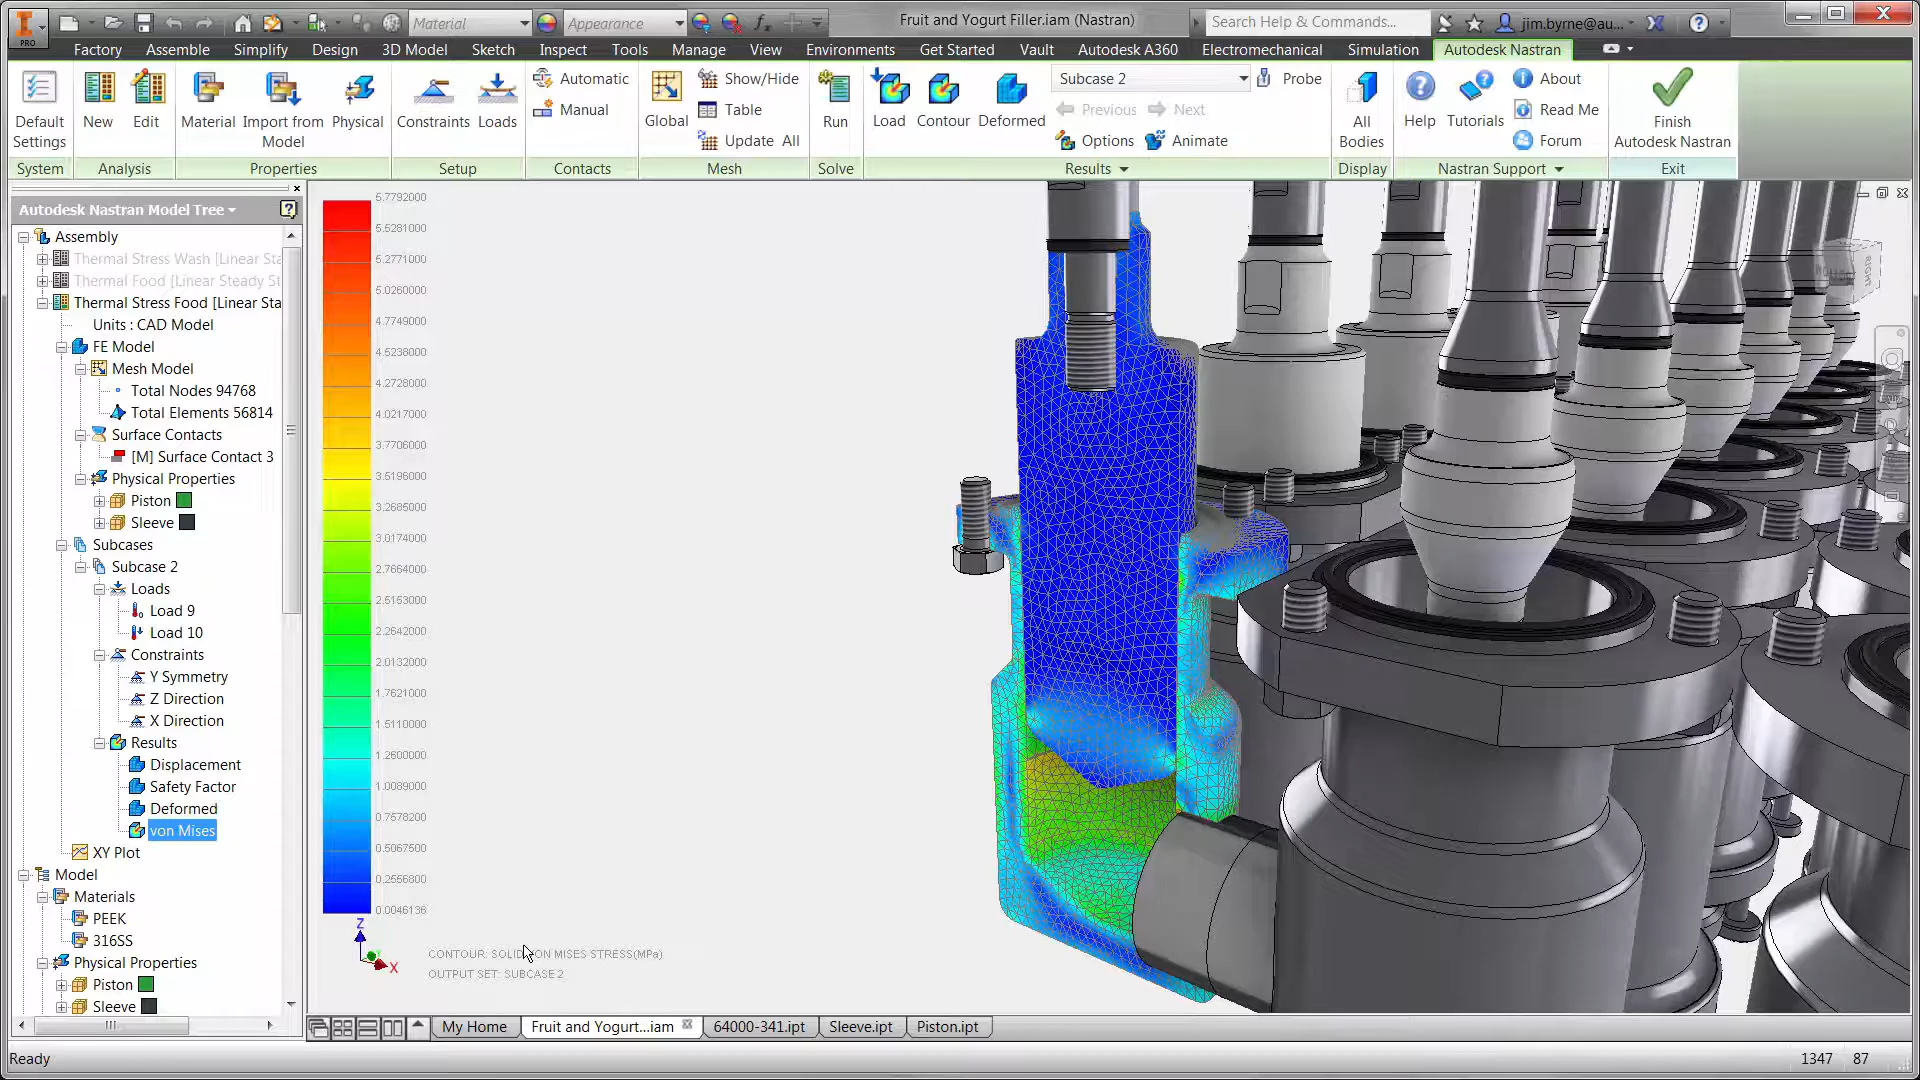 PRO
Material
Appearance
Fruit and Yogurt Filler.iam (Nastran)
Search Help & Commands...
jim.byrne@au...
Factory Assemble Simplify Design 3D Model Sketch Inspect Tools Manage View Environments Get Started Vault Autodesk A360 Electromechanical Simulation Autodesk Nastran
Default Settings
New
Edit
Material
Import from Model
Physical
Constraints
Loads
Automatic
Manual
Global
Show/Hide
Table
Update All
Run
Load
Contour
Deformed
Subcase 2
Probe
Previous
Next
Options
Animate
All Bodies
Help
Tutorials
About
Read Me
Forum
Finish Autodesk Nastran
System Analysis Properties Setup Contacts Mesh Solve Results Display Nastran Support Exit
Autodesk Nastran Model Tree
Assembly
Thermal Stress Wash [Linear Sta
Thermal Food [Linear Steady St
Thermal Stress Food [Linear Sta
Units : CAD Model
FE Model
Mesh Model
Total Nodes 94768
Total Elements 56814
Surface Contacts
[M] Surface Contact 3
Physical Properties
Piston
Sleeve
Subcases
Subcase 2
Loads
Load 9
Load 10
Constraints
Y Symmetry
Z Direction
X Direction
Results
Displacement
Safety Factor
Deformed
von Mises
XY Plot
Model
Materials
PEEK
316SS
Physical Properties
Piston
Sleeve
5.7792000
5.5281000
5.2771000
5.0260000
4.7749000
4.5238000
4.2728000
4.0217000
3.7706000
3.5196000
3.2685000
3.0174000
2.7664000
2.5153000
2.2642000
2.0132000
1.7621000
1.5110000
1.2600000
1.0089000
0.7578200
0.5067500
0.2556800
0.0046136
Z
X
CONTOUR: SOLID VON MISES STRESS(MPa)
OUTPUT SET: SUBCASE 2
RIGHT
My Home
Fruit and Yogurt...iam
64000-341.ipt
Sleeve.ipt
Piston.ipt
Ready
1347 87